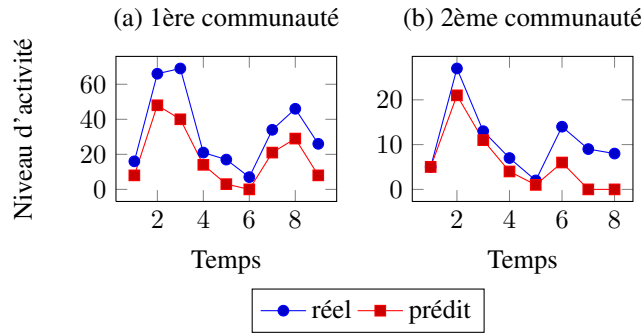 (a) 1ère communauté
(b) 2ème communauté
Niveau d'activité
60
40
20
0
2
4
6
8
Temps
20
10
0
2
4
6
8
Temps
réel
prédit